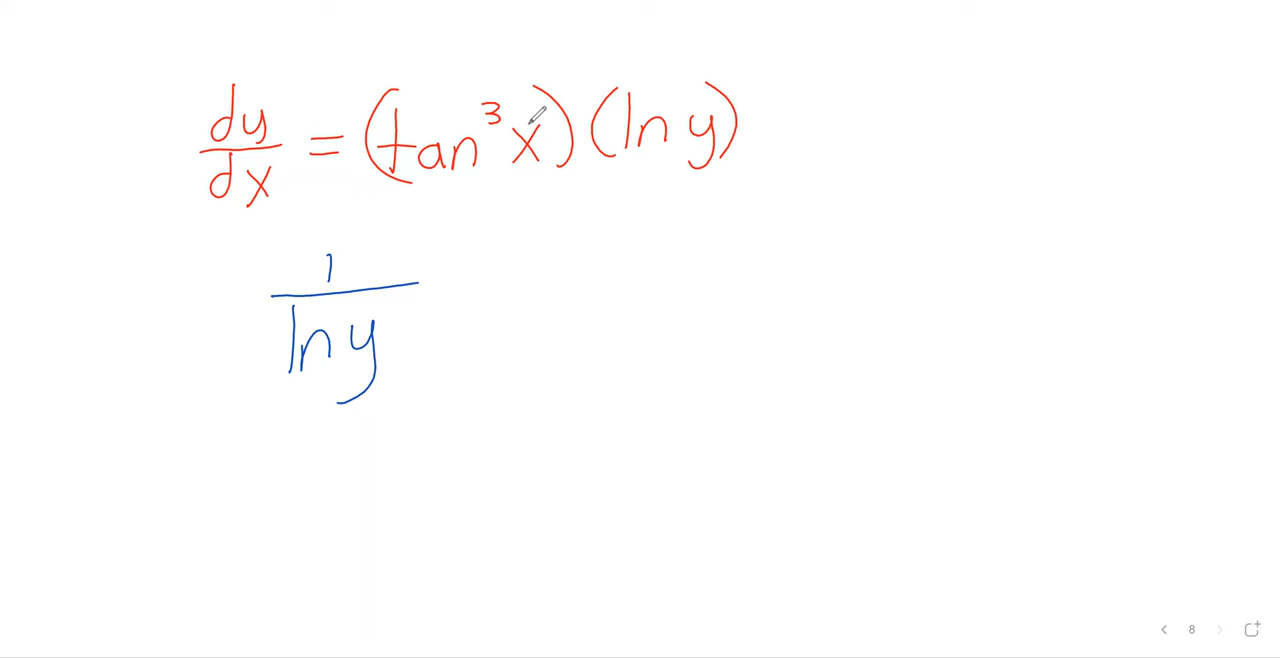 dy/dx = (tan³x)(ln y)
1/ln y
8